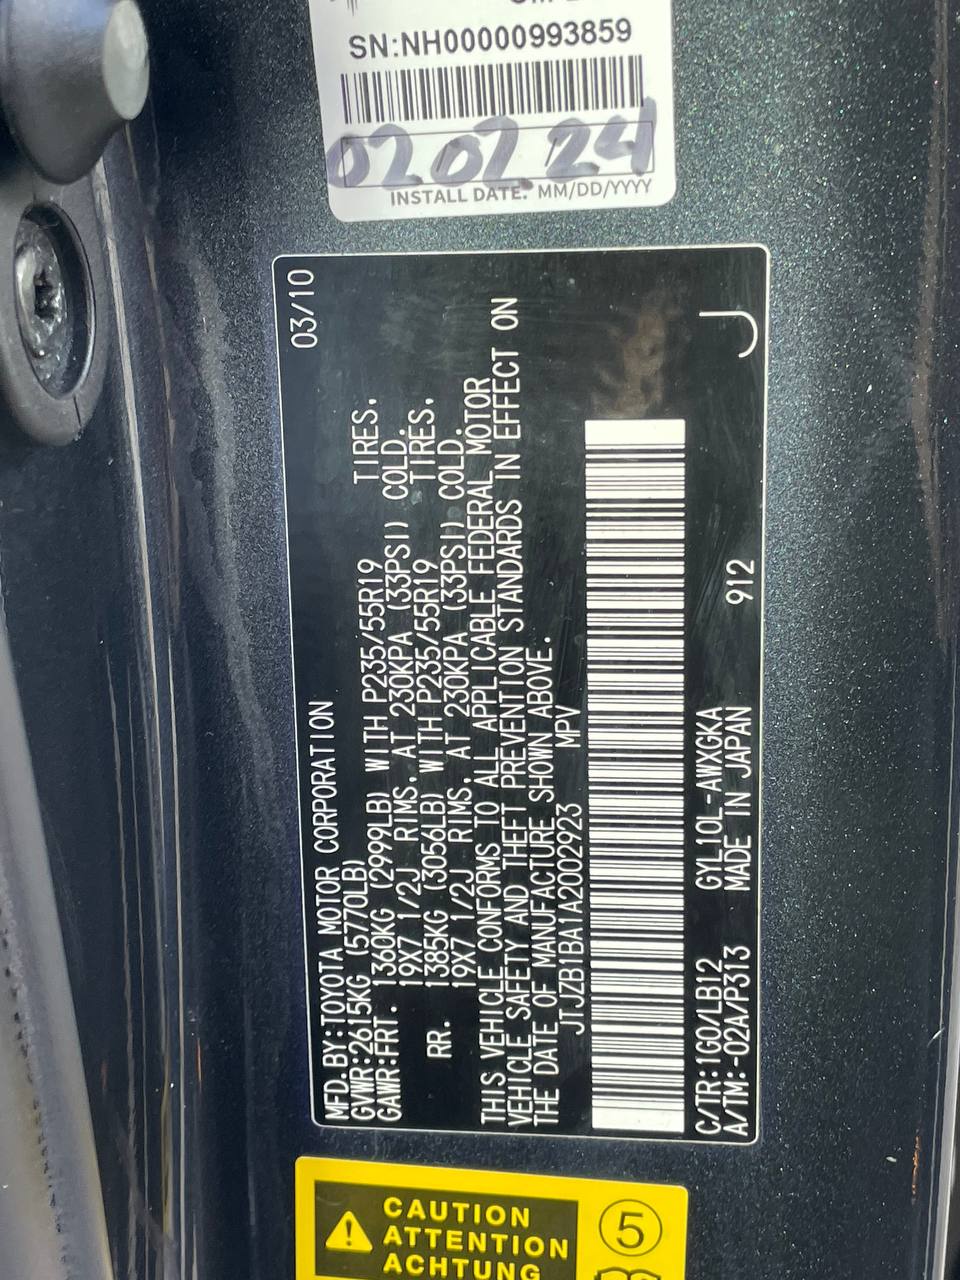 SN:NH00000993859
020224
INSTALL DATE: MM/DD/YYYY
03/10
MFD.BY:TOYOTA MOTOR CORPORATION
GVWR:2615KG (5770LB)
GAWR:FRT. 1360KG (2999LB) WITH P235/55R19 TIRES.
19X7 1/2J RIMS. AT 230KPA (33PSI) COLD.
RR. 1385KG (3056LB) WITH P235/55R19 TIRES.
19X7 1/2J RIMS. AT 230KPA (33PSI) COLD.
THIS VEHICLE CONFORMS TO ALL APPLICABLE FEDERAL MOTOR
VEHICLE SAFETY AND THEFT PREVENTION STANDARDS IN EFFECT ON
THE DATE OF MANUFACTURE SHOWN ABOVE.
JTJZB1BA1A2002923 MPV
C/TR:1G0/LB12 GYL10L-AWXGKA
A/TM:-02A/P313 MADE IN JAPAN 912
J
CAUTION
ATTENTION
ACHTUNG
5